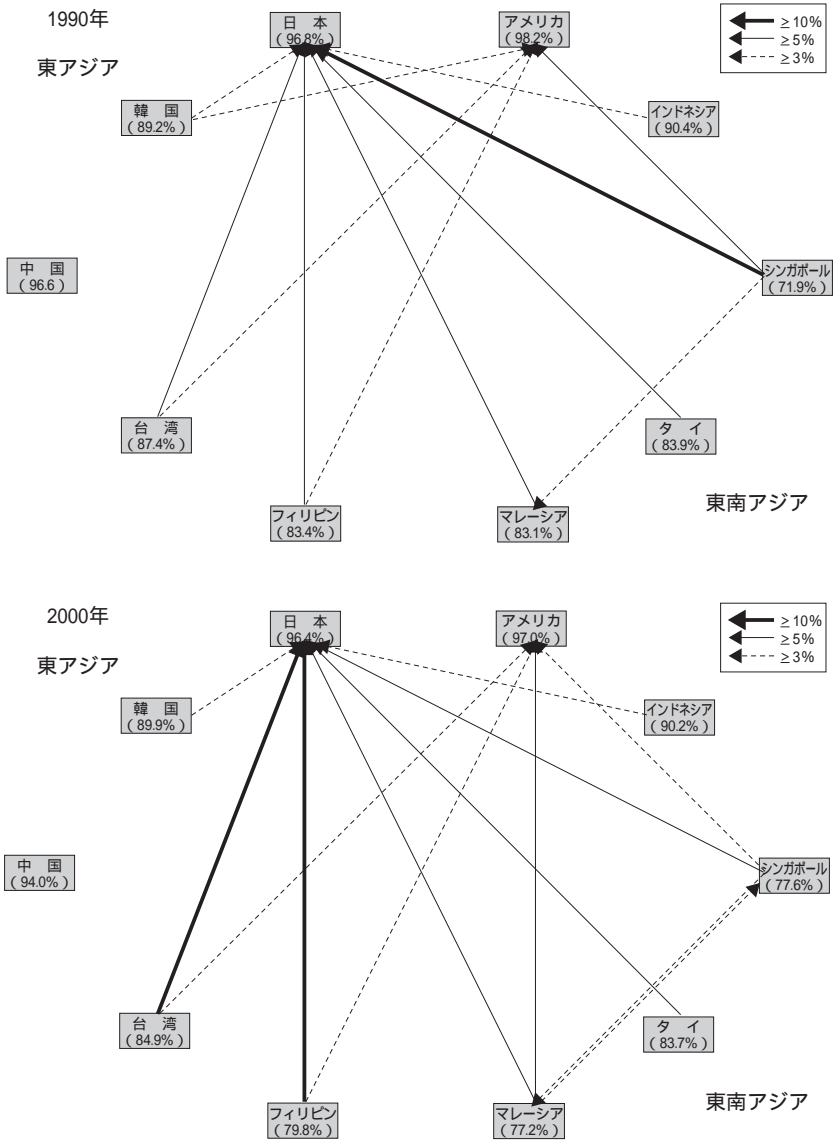 1990年
東アジア
日 本
( 96.8% )
アメリカ
( 98.2% )
≥10%
≥5%
≥3%
韓 国
( 89.2% )
インドネシア
( 90.4% )
中 国
( 96.6 )
シンガポール
( 71.9% )
台 湾
( 87.4% )
タ イ
( 83.9% )
フィリピン
( 83.4% )
マレーシア
( 83.1% )
東南アジア
2000年
東アジア
日 本
( 96.4% )
アメリカ
( 97.0% )
≥10%
≥5%
≥3%
韓 国
( 89.9% )
インドネシア
( 90.2% )
中 国
( 94.0% )
シンガポール
( 77.6% )
台 湾
( 84.9% )
タ イ
( 83.7% )
フィリピン
( 79.8% )
マレーシア
( 77.2% )
東南アジア